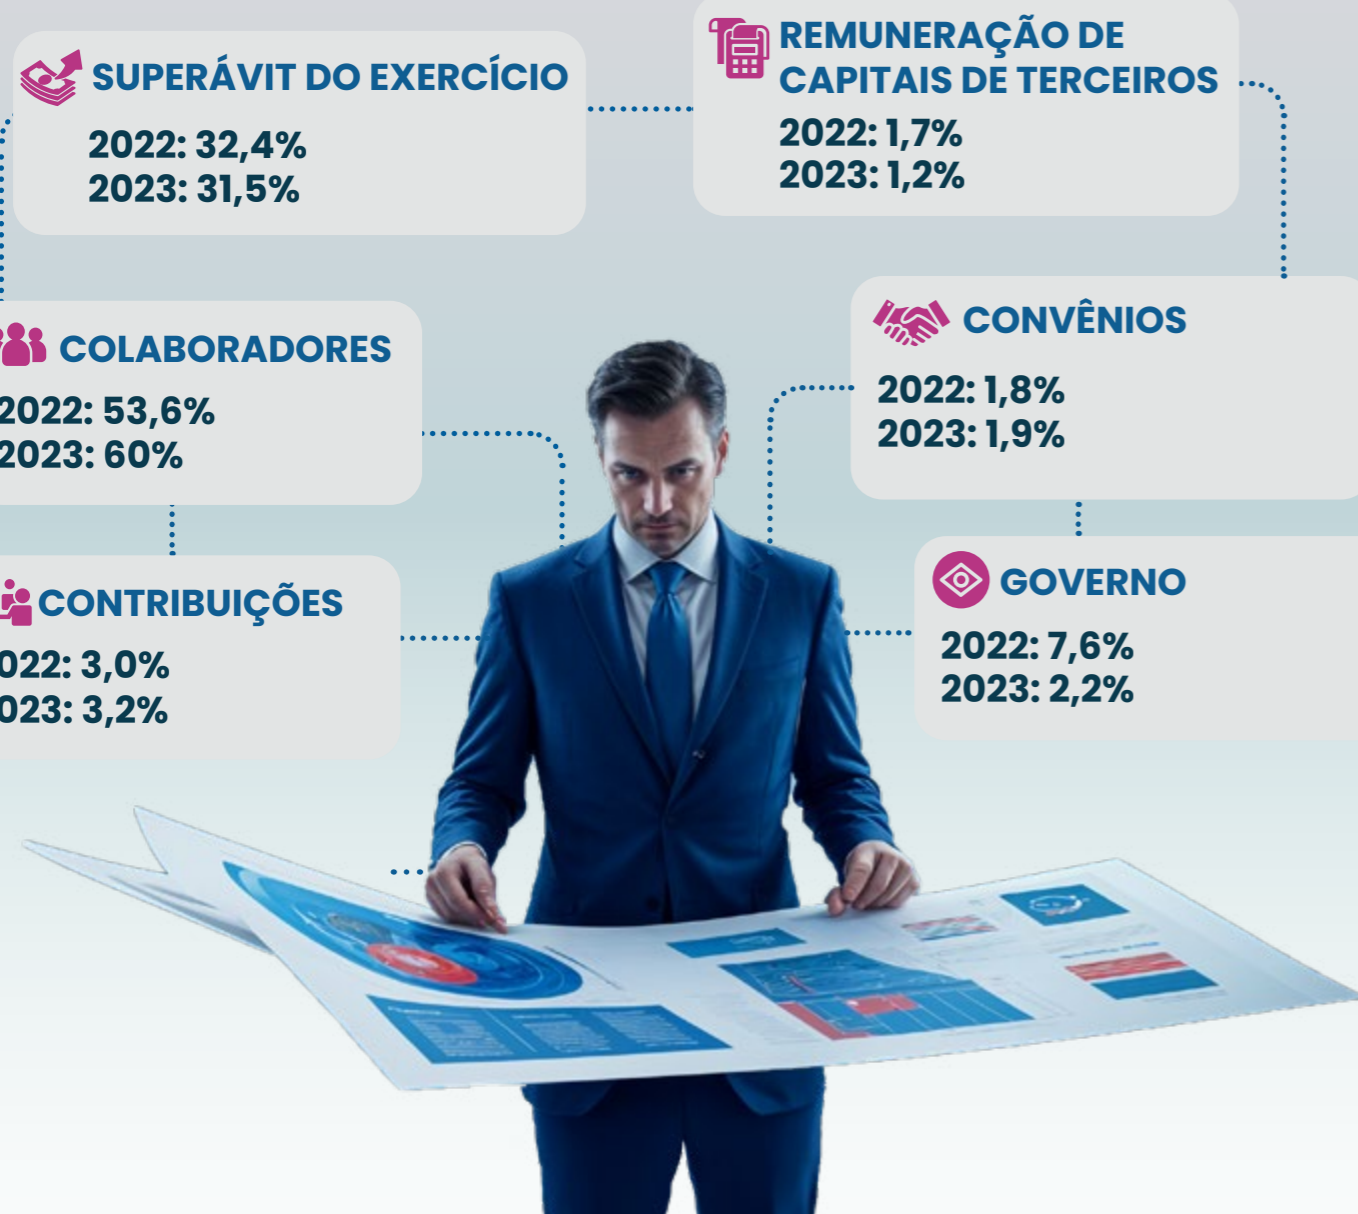 SUPERÁVIT DO EXERCÍCIO
2022: 32,4%
2023: 31,5%
REMUNERAÇÃO DE
CAPITAIS DE TERCEIROS
2022: 1,7%
2023: 1,2%
COLABORADORES
2022: 53,6%
2023: 60%
CONVÊNIOS
2022: 1,8%
2023: 1,9%
CONTRIBUIÇÕES
022: 3,0%
023: 3,2%
GOVERNO
2022: 7,6%
2023: 2,2%